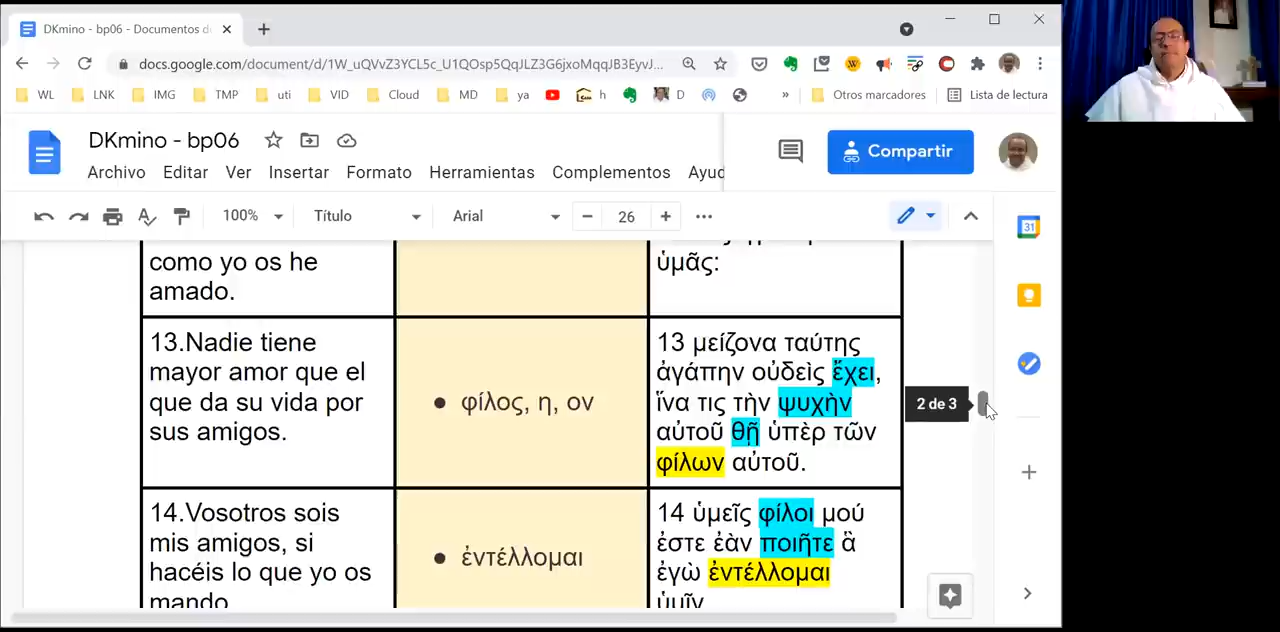 DKmino - bp06 - Documentos d
docs.google.com/document/d/1W_uQVvZ3YCL5c_U1QOsp5QqJLZ3G6jxoMqqJB3EyvJ...
WL LNK IMG TMP uti VID Cloud MD ya h D » Otros marcadores Lista de lectura
DKmino - bp06
Compartir
Archivo Editar Ver Insertar Formato Herramientas Complementos Ayud
100% Título Arial 26
31
como yo os he
amado.
ὑμᾶς:
13.Nadie tiene
mayor amor que el
que da su vida por
sus amigos.
φίλος, η, ον
13 μείζονα ταύτης
ἀγάπην οὐδεὶς ἔχει,
ἵνα τις τὴν ψυχὴν
αὐτοῦ θῇ ὑπὲρ τῶν
φίλων αὐτοῦ.
2 de 3
14.Vosotros sois
mis amigos, si
hacéis lo que yo os
mando
ἐντέλλομαι
14 ὑμεῖς φίλοι μού
ἐστε ἐὰν ποιῆτε ἃ
ἐγὼ ἐντέλλομαι
ὑμῖν